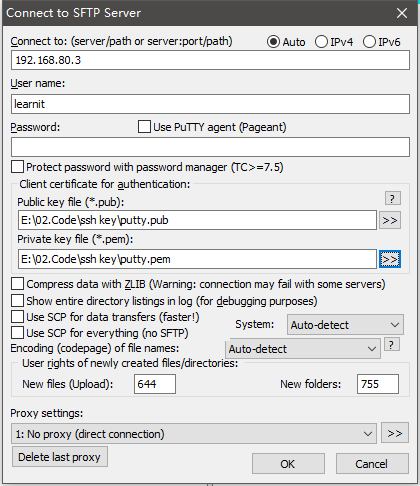 Connect to SFTP Server
Connect to: (server/path or server:port/path) Auto IPv4 IPv6
192.168.80.3
User name:
learnit
Password: Use PuTTY agent (Pageant)
Protect password with password manager (TC>=7.5)
Client certificate for authentication:
Public key file (*.pub): ?
E:\02.Code\ssh key\putty.pub >>
Private key file (*.pem):
E:\02.Code\ssh key\putty.pem >>
Compress data with ZLIB (Warning: connection may fail with some servers)
Show entire directory listings in log (for debugging purposes)
Use SCP for data transfers (faster!) System: Auto-detect
Use SCP for everything (no SFTP)
Encoding (codepage) of file names: Auto-detect ?
User rights of newly created files/directories:
New files (Upload): 644 New folders: 755
Proxy settings:
1: No proxy (direct connection) >>
Delete last proxy OK Cancel